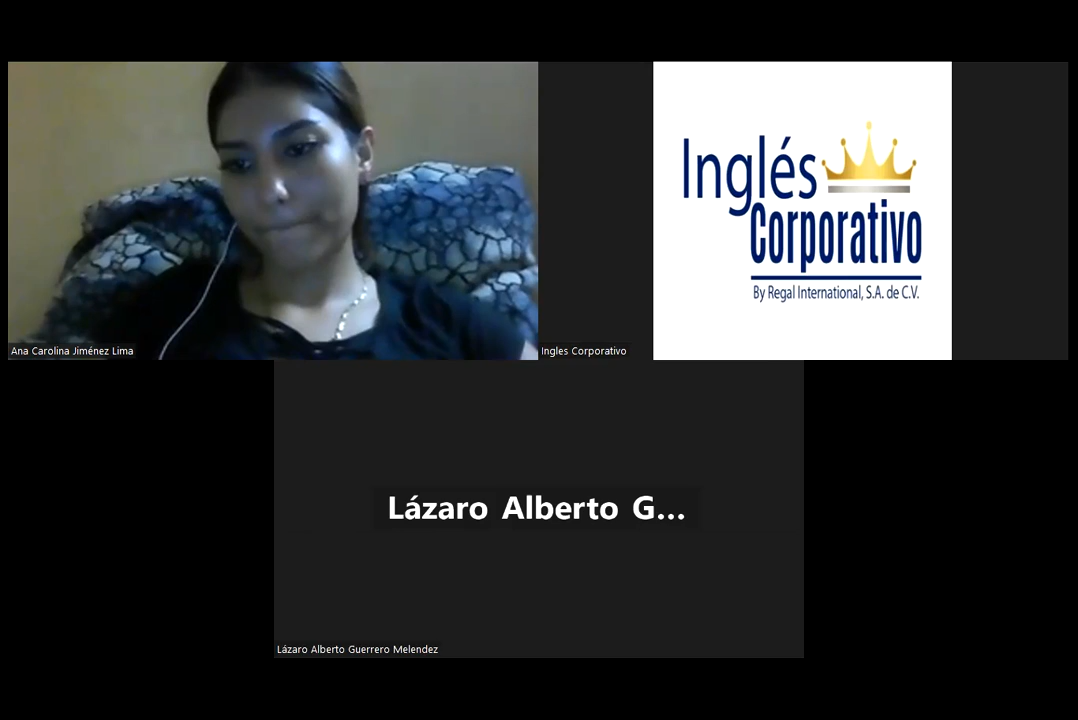 Inglés
Corporativo
By Regal International, S.A. de C.V.
Ana Carolina Jiménez Lima
Ingles Corporativo
Lázaro Alberto G...
Lázaro Alberto Guerrero Melendez